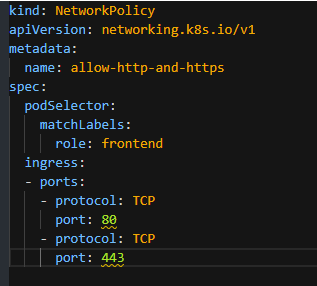 kind: NetworkPolicy
apiVersion: networking.k8s.io/v1
metadata:
  name: allow-http-and-https
spec:
  podSelector:
    matchLabels:
      role: frontend
  ingress:
  - ports:
    - protocol: TCP
      port: 80
    - protocol: TCP
      port: 443